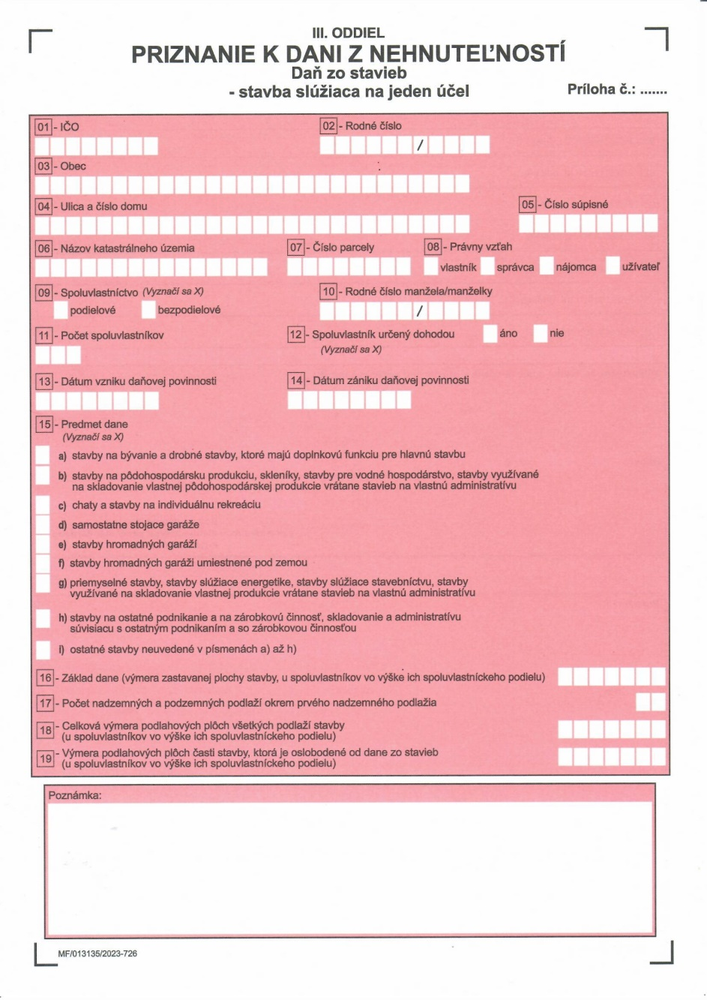 III. ODDIEL
PRIZNANIE K DANI Z NEHNUTEĽNOSTÍ
Daň zo stavieb
- stavba slúžiaca na jeden účel
Príloha č.: .......
01 - IČO
02 - Rodné číslo
/
03 - Obec
04 - Ulica a číslo domu
05 - Číslo súpisné
06 - Názov katastrálneho územia
07 - Číslo parcely
08 - Právny vzťah
vlastník správca nájomca užívateľ
09 - Spoluvlastníctvo (Vyznačí sa X)
podielové bezpodielové
10 - Rodné číslo manžela/manželky
/
11 - Počet spoluvlastníkov
12 - Spoluvlastník určený dohodou áno nie
(Vyznačí sa X)
13 - Dátum vzniku daňovej povinnosti
14 - Dátum zániku daňovej povinnosti
15 - Predmet dane
(Vyznačí sa X)
a) stavby na bývanie a drobné stavby, ktoré majú doplnkovú funkciu pre hlavnú stavbu
b) stavby na pôdohospodársku produkciu, skleníky, stavby pre vodné hospodárstvo, stavby využívané
na skladovanie vlastnej pôdohospodárskej produkcie vrátane stavieb na vlastnú administratívu
c) chaty a stavby na individuálnu rekreáciu
d) samostatne stojace garáže
e) stavby hromadných garáží
f) stavby hromadných garáži umiestnené pod zemou
g) priemyselné stavby, stavby slúžiace energetike, stavby slúžiace stavebníctvu, stavby
využívané na skladovanie vlastnej produkcie vrátane stavieb na vlastnú administratívu
h) stavby na ostatné podnikanie a na zárobkovú činnosť, skladovanie a administratívu
súvisiacu s ostatným podnikaním a so zárobkovou činnosťou
i) ostatné stavby neuvedené v písmenách a) až h)
16 - Základ dane (výmera zastavanej plochy stavby, u spoluvlastníkov vo výške ich spoluvlastníckeho podielu)
17 - Počet nadzemných a podzemných podlaží okrem prvého nadzemného podlažia
18 - Celková výmera podlahových plôch všetkých podlaží stavby
(u spoluvlastníkov vo výške ich spoluvlastníckeho podielu)
19 - Výmera podlahových plôch časti stavby, ktorá je oslobodené od dane zo stavieb
(u spoluvlastníkov vo výške ich spoluvlastníckeho podielu)
Poznámka:
MF/013135/2023-726